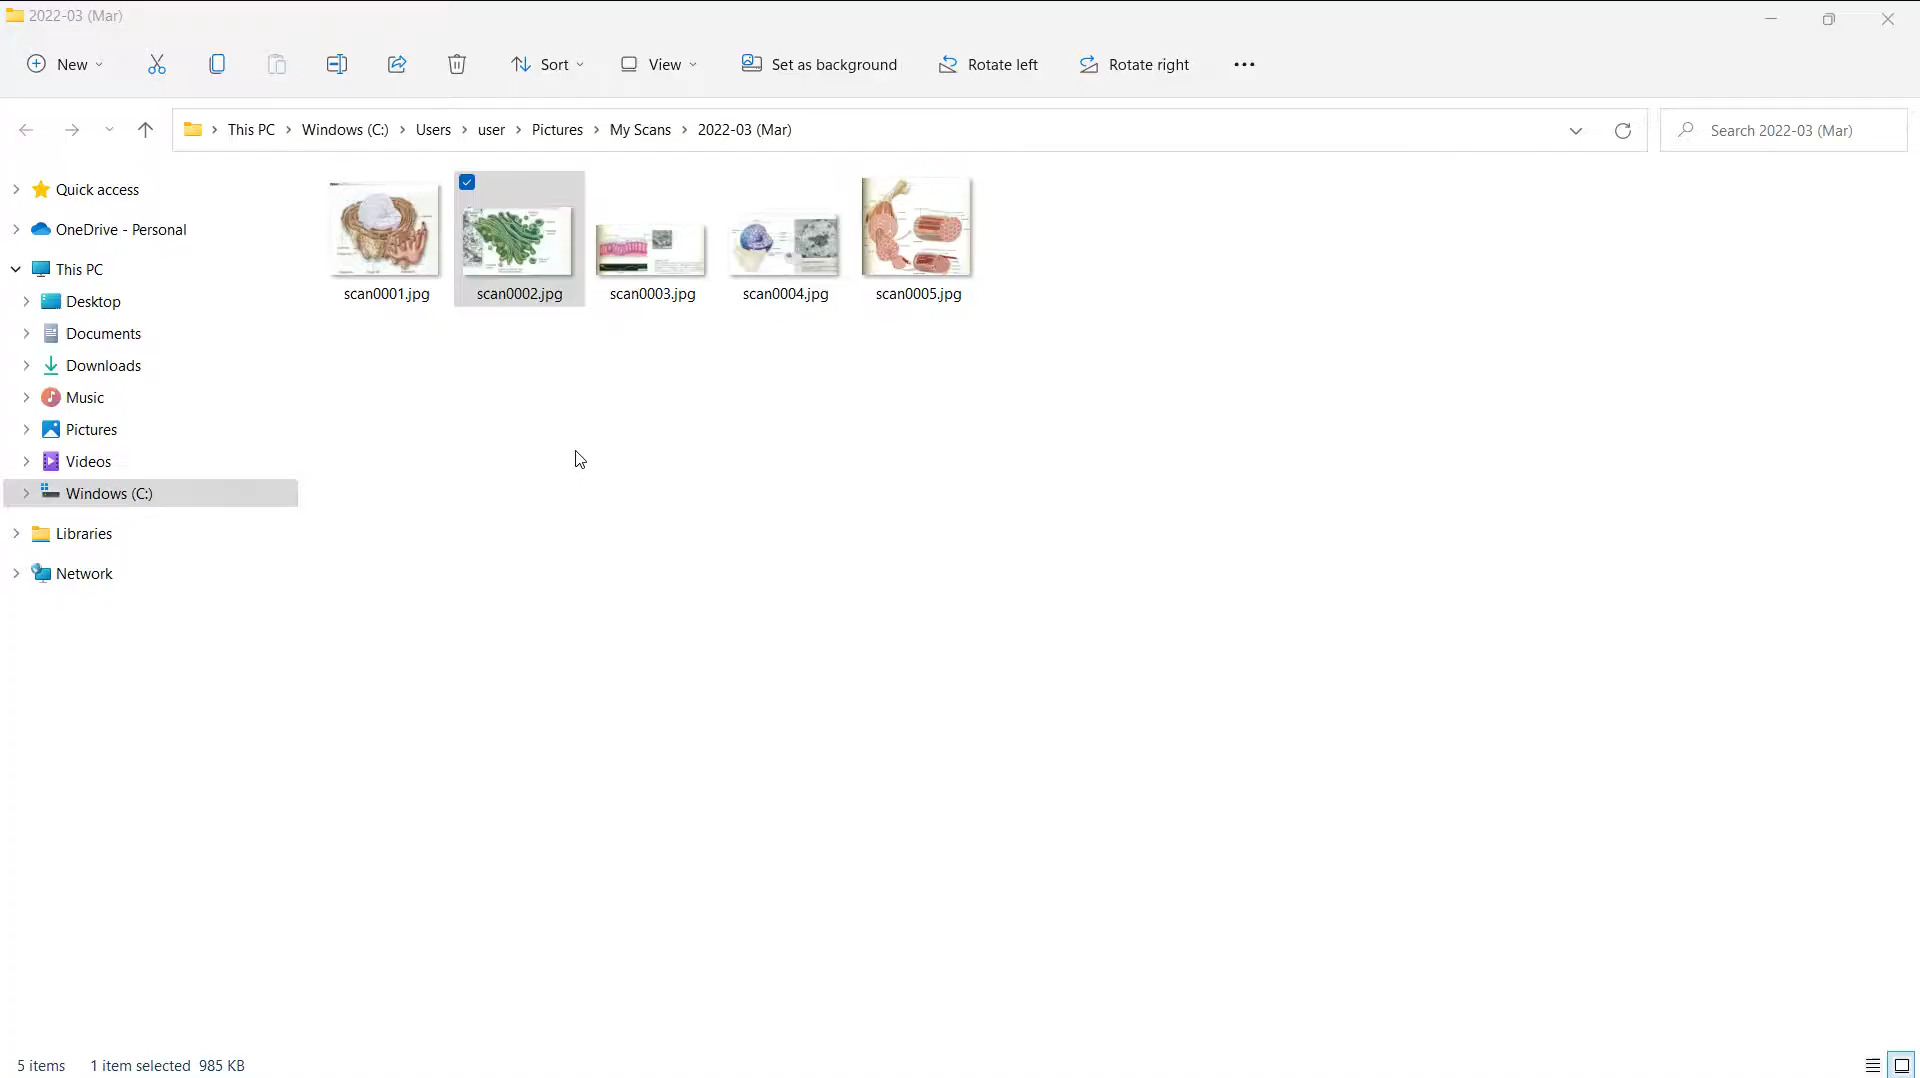 2022-03 (Mar)
New
Sort
View
Set as background
Rotate left
Rotate right
This PC
Windows (C:)
Users
user
Pictures
My Scans
2022-03 (Mar)
Search 2022-03 (Mar)
Quick access
OneDrive - Personal
This PC
Desktop
Documents
Downloads
Music
Pictures
Videos
Windows (C:)
Libraries
Network
scan0001.jpg
scan0002.jpg
scan0003.jpg
scan0004.jpg
scan0005.jpg
5 items
1 item selected 985 KB